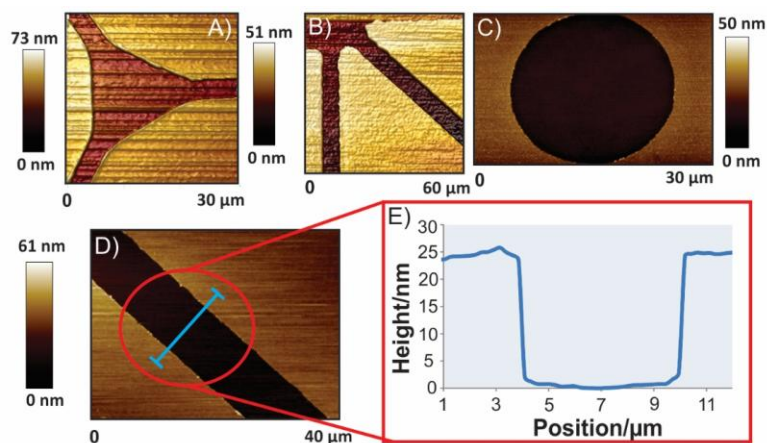 73 nm
0 nm
A)
0
30 µm
51 nm
0 nm
B)
0
60 µm
C)
0
30 µm
50 nm
0 nm
61 nm
0 nm
D)
0
40 µm
E)
Height/nm
30
25
20
15
10
5
0
1
3
5
7
9
11
Position/µm